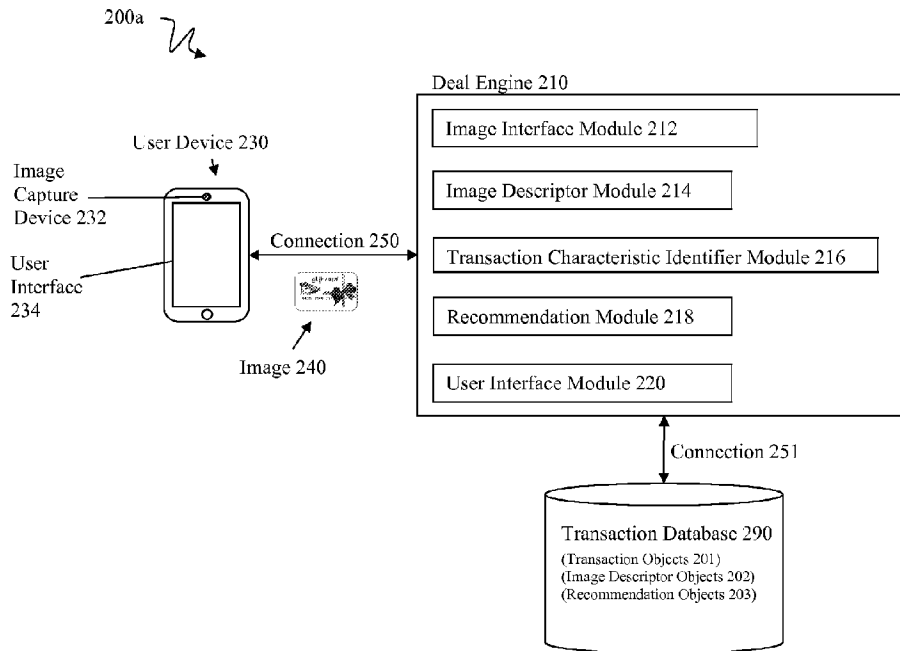 200a
Deal Engine 210
Image Interface Module 212
User Device 230
Image
Capture
Device 232
Image Descriptor Module 214
Connection 250
Transaction Characteristic Identifier Module 216
User
Interface
234
Recommendation Module 218
Image 240
User Interface Module 220
Connection 251
Transaction Database 290
(Transaction Objects 201)
(Image Descriptor Objects 202)
(Recommendation Objects 203)